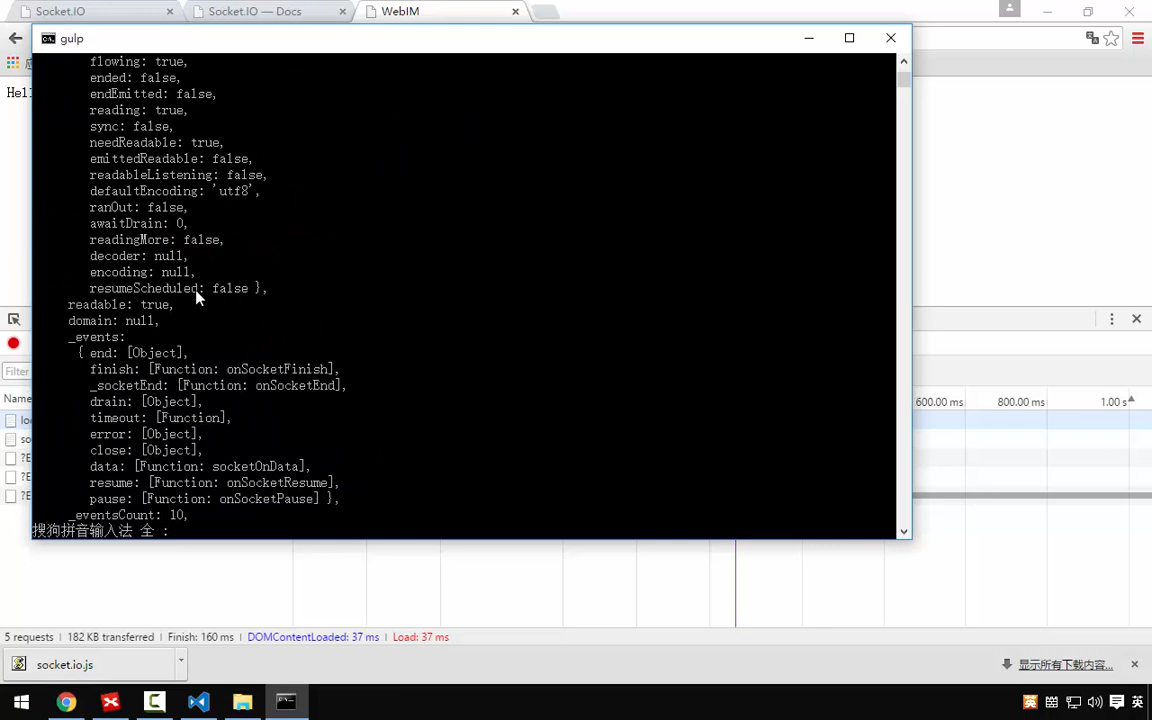 Socket.IO
Socket.IO — Docs
WebIM
gulp
Hell
flowing: true,
ended: false,
endEmitted: false,
reading: true,
sync: false,
needReadable: true,
emittedReadable: false,
readableListening: false,
defaultEncoding: 'utf8',
ranOut: false,
awaitDrain: 0,
readingMore: false,
decoder: null,
encoding: null,
resumeScheduled: false },
readable: true,
domain: null,
_events:
{ end: [Object],
finish: [Function: onSocketFinish],
_socketEnd: [Function: onSocketEnd],
drain: [Object],
timeout: [Function],
error: [Object],
close: [Object],
data: [Function: socketOnData],
resume: [Function: onSocketResume],
pause: [Function: onSocketPause] },
_eventsCount: 10,
搜狗拼音输入法 全 :
Filter
Name
600.00 ms
800.00 ms
1.00 s
loc
so
?E
?E
?E
5 requests | 182 KB transferred | Finish: 160 ms | DOMContentLoaded: 37 ms | Load: 37 ms
socket.io.js
显示所有下载内容...
英
英